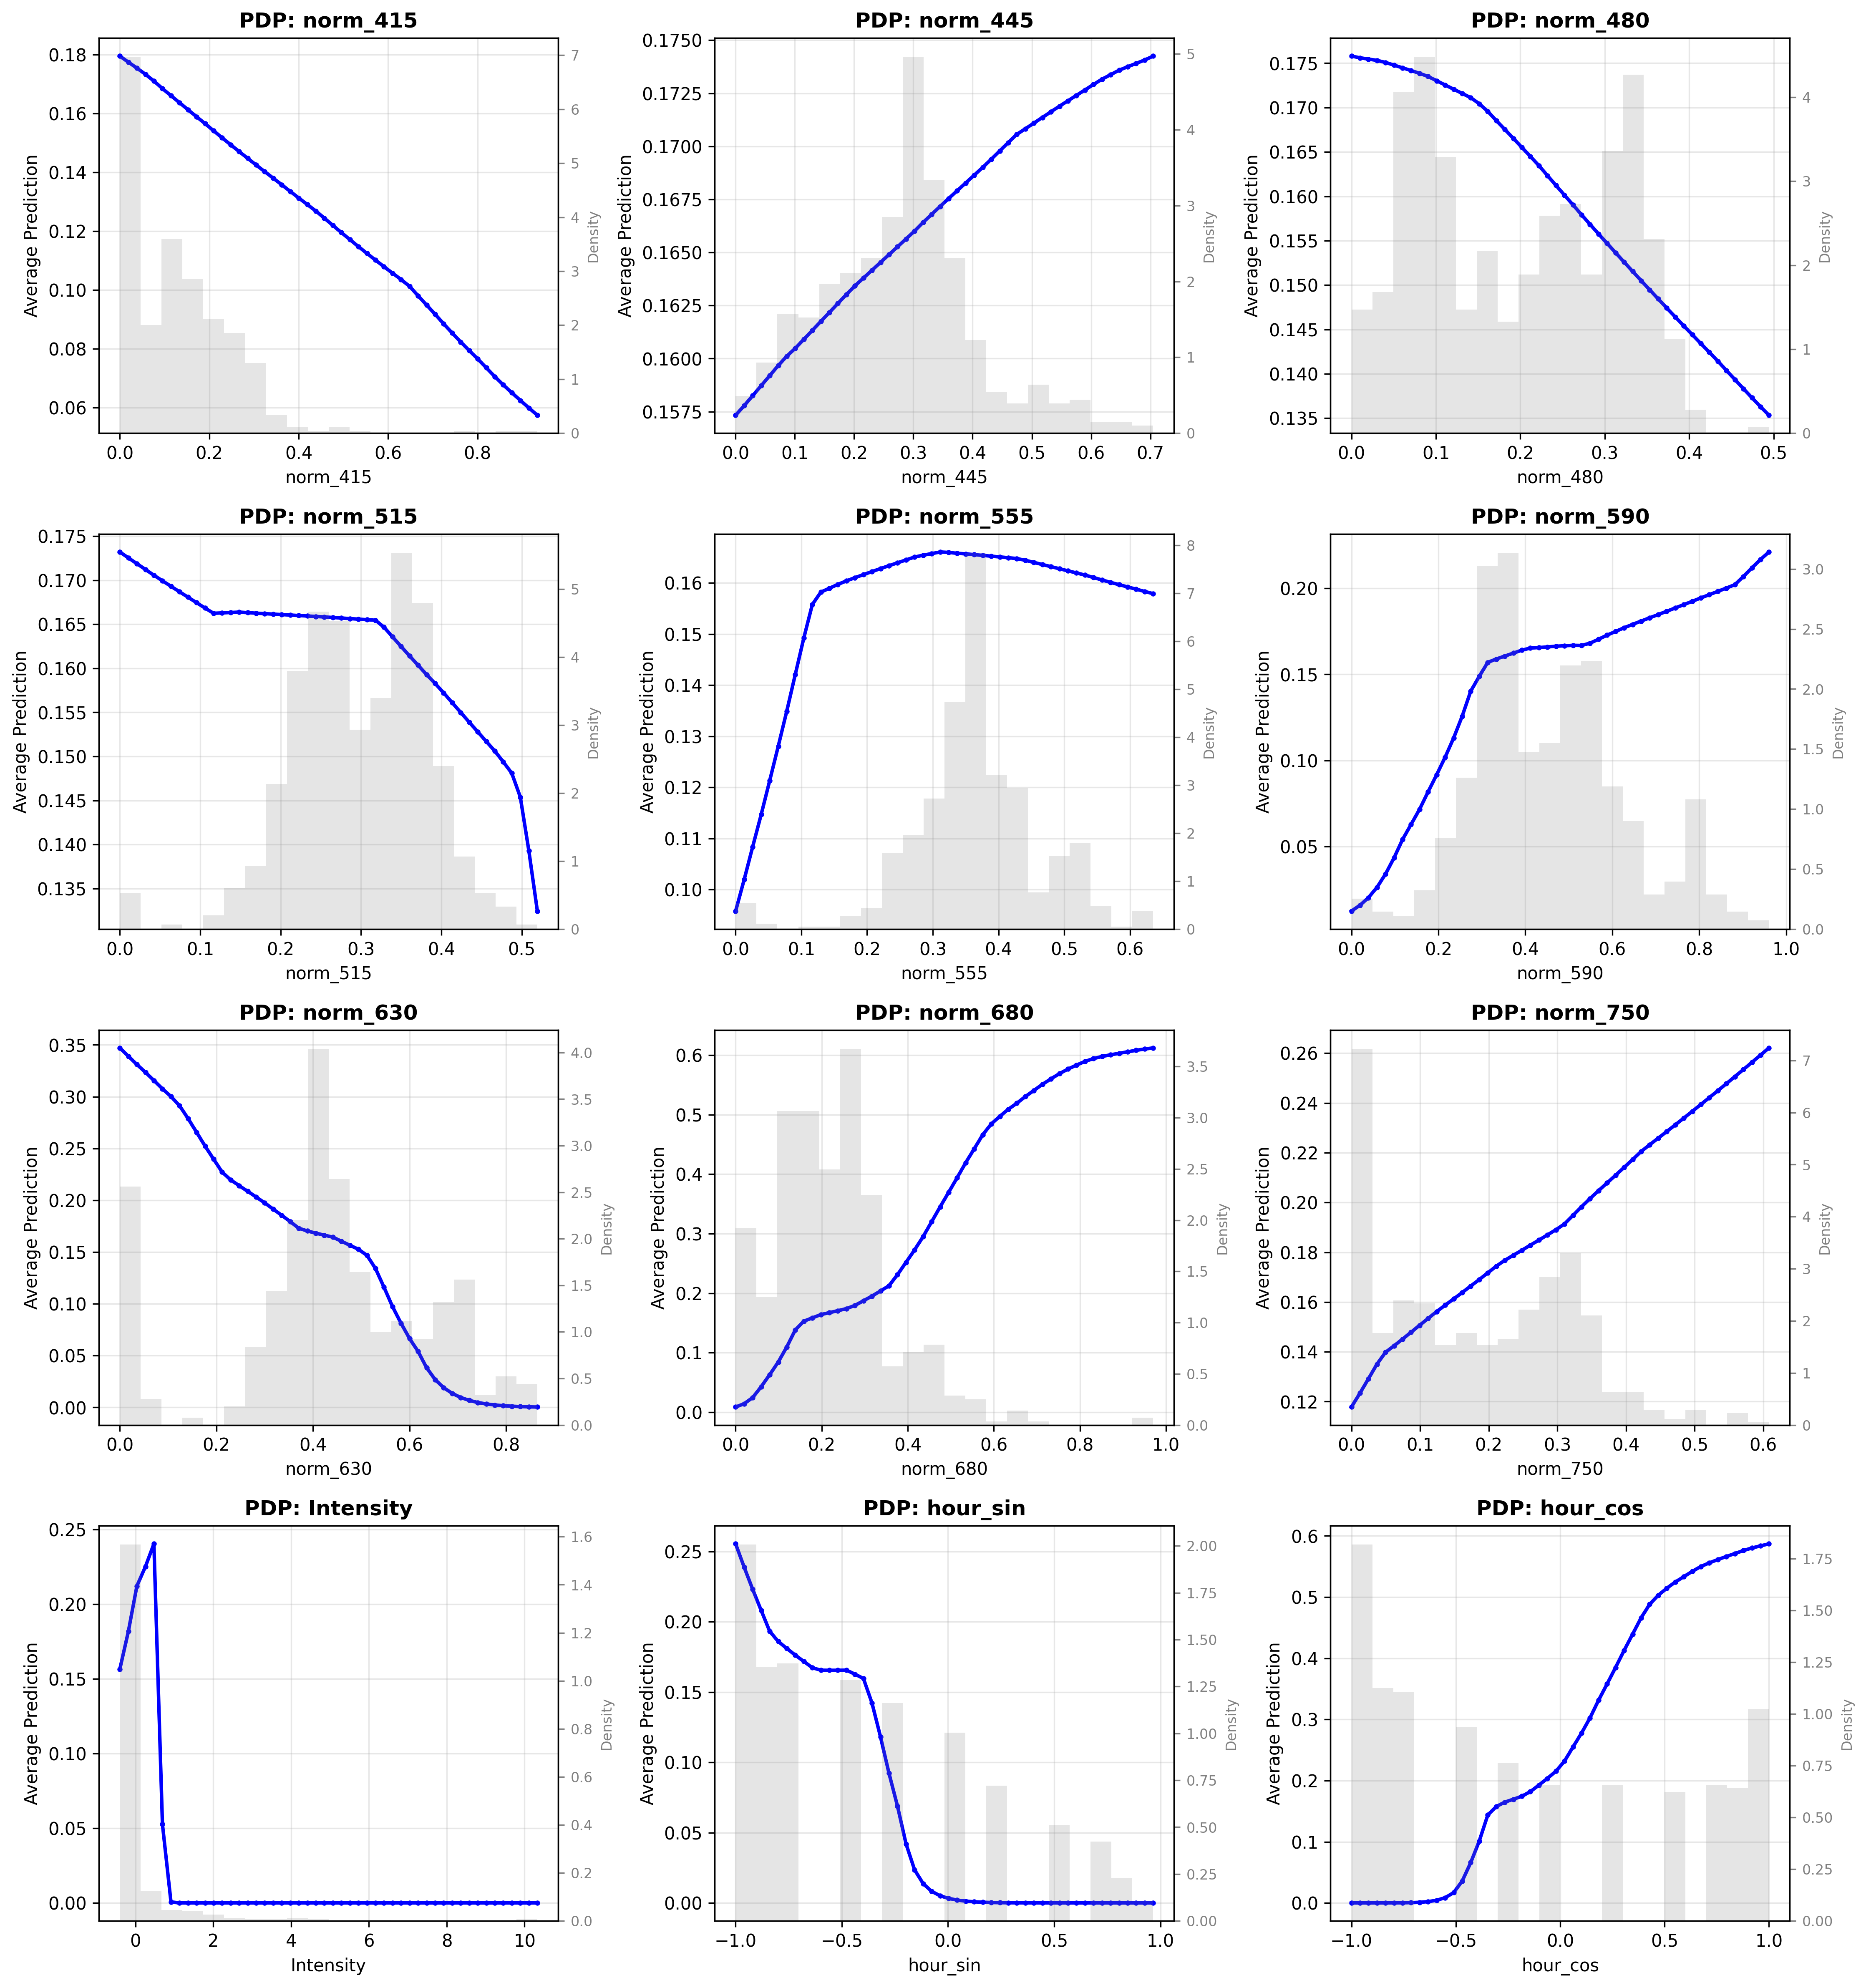 PDP: norm_415
0.18
0.16
0.14
0.12
0.10
0.08
0.06
Average Prediction
7
6
5
4
3
2
1
0
Density
0.0 0.2 0.4 0.6 0.8
norm_415
PDP: norm_445
0.1750
0.1725
0.1700
0.1675
0.1650
0.1625
0.1600
0.1575
Average Prediction
5
4
3
2
1
0
Density
0.0 0.1 0.2 0.3 0.4 0.5 0.6 0.7
norm_445
PDP: norm_480
0.175
0.170
0.165
0.160
0.155
0.150
0.145
0.140
0.135
Average Prediction
4
3
2
1
0
Density
0.0 0.1 0.2 0.3 0.4 0.5
norm_480
PDP: norm_515
0.175
0.170
0.165
0.160
0.155
0.150
0.145
0.140
0.135
Average Prediction
5
4
3
2
1
0
Density
0.0 0.1 0.2 0.3 0.4 0.5
norm_515
PDP: norm_555
0.16
0.15
0.14
0.13
0.12
0.11
0.10
Average Prediction
8
7
6
5
4
3
2
1
0
Density
0.0 0.1 0.2 0.3 0.4 0.5 0.6
norm_555
PDP: norm_590
0.20
0.15
0.10
0.05
Average Prediction
3.0
2.5
2.0
1.5
1.0
0.5
0.0
Density
0.0 0.2 0.4 0.6 0.8 1.0
norm_590
PDP: norm_630
0.35
0.30
0.25
0.20
0.15
0.10
0.05
0.00
Average Prediction
4.0
3.5
3.0
2.5
2.0
1.5
1.0
0.5
0.0
Density
0.0 0.2 0.4 0.6 0.8
norm_630
PDP: norm_680
0.6
0.5
0.4
0.3
0.2
0.1
0.0
Average Prediction
3.5
3.0
2.5
2.0
1.5
1.0
0.5
0.0
Density
0.0 0.2 0.4 0.6 0.8 1.0
norm_680
PDP: norm_750
0.26
0.24
0.22
0.20
0.18
0.16
0.14
0.12
Average Prediction
7
6
5
4
3
2
1
0
Density
0.0 0.1 0.2 0.3 0.4 0.5 0.6
norm_750
PDP: Intensity
0.25
0.20
0.15
0.10
0.05
0.00
Average Prediction
1.6
1.4
1.2
1.0
0.8
0.6
0.4
0.2
0.0
Density
0 2 4 6 8 10
Intensity
PDP: hour_sin
0.25
0.20
0.15
0.10
0.05
0.00
Average Prediction
2.00
1.75
1.50
1.25
1.00
0.75
0.50
0.25
0.00
Density
−1.0 −0.5 0.0 0.5 1.0
hour_sin
PDP: hour_cos
0.6
0.5
0.4
0.3
0.2
0.1
0.0
Average Prediction
1.75
1.50
1.25
1.00
0.75
0.50
0.25
0.00
Density
−1.0 −0.5 0.0 0.5 1.0
hour_cos